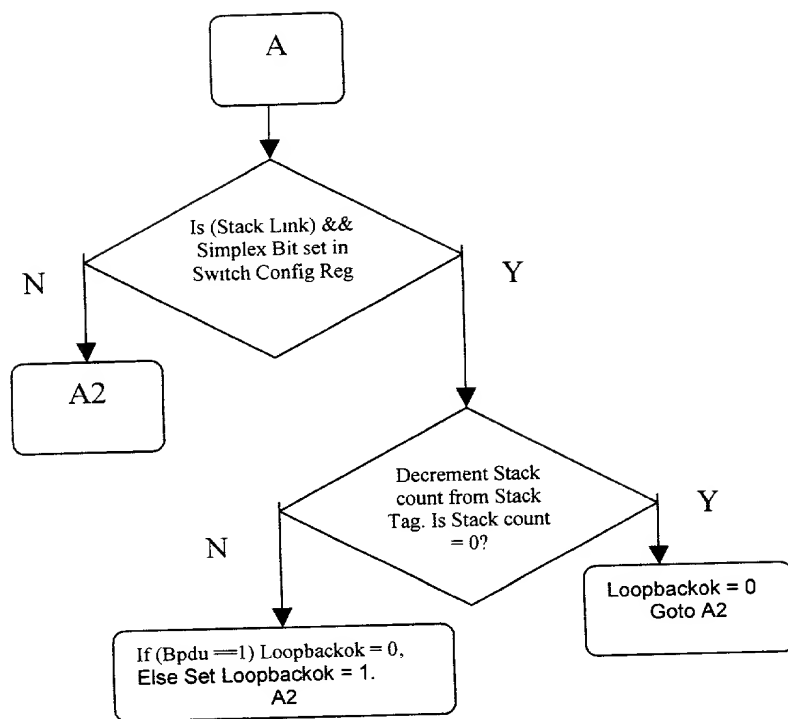 A
Is (Stack Link) &&
Simplex Bit set in
Switch Config Reg
N
Y
A2
Decrement Stack
count from Stack
Tag. Is Stack count
= 0?
N
Y
Loopbackok = 0
Goto A2
If (Bpdu ==1) Loopbackok = 0,
Else Set Loopbackok = 1.
A2